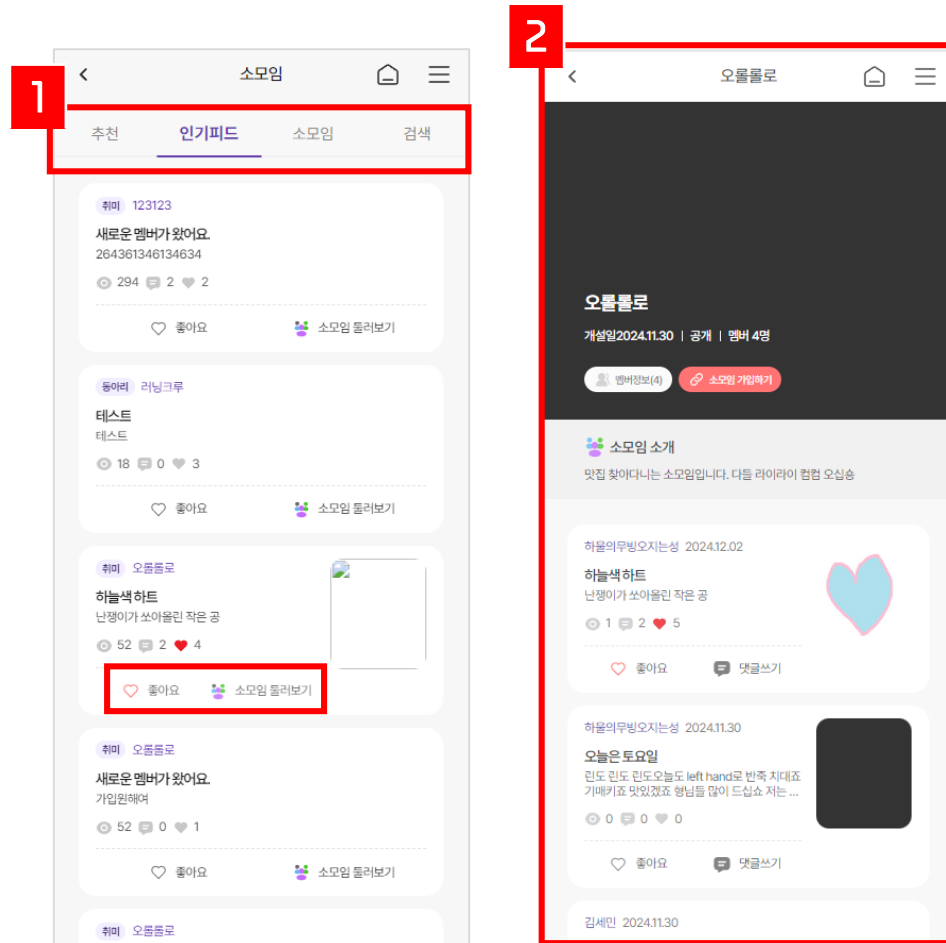 1
소모임
추천 인기피드 소모임 검색
취미 123123
새로운 멤버가 왔어요.
264361346134634
294 2 2
좋아요 소모임 둘러보기
동아리 러닝크루
테스트
테스트
18 0 3
좋아요 소모임 둘러보기
취미 오롤롤로
하늘색 하트
난쟁이가 쏘아올린 작은 공
52 2 4
좋아요 소모임 둘러보기
취미 오롤롤로
새로운 멤버가 왔어요.
가입원해여
52 0 1
좋아요 소모임 둘러보기
취미 오롤롤로
2
오롤롤로
오롤롤로
개설일2024.11.30 | 공개 | 멤버 4명
멤버정보(4) 소모임 가입하기
소모임 소개
맛집 찾아다니는 소모임입니다. 다들 라이라이 컴컴 오십숑
하울의무빙오지는성 2024.12.02
하늘색 하트
난쟁이가 쏘아올린 작은 공
1 2 5
좋아요 댓글쓰기
하울의무빙오지는성 2024.11.30
오늘은 토요일
린도 린도 린도오늘도 left hand로 반죽 치대죠
기매키죠 맛있겠죠 형님들 많이 드십쇼 저는 ...
0 0 0
좋아요 댓글쓰기
김세민 2024.11.30